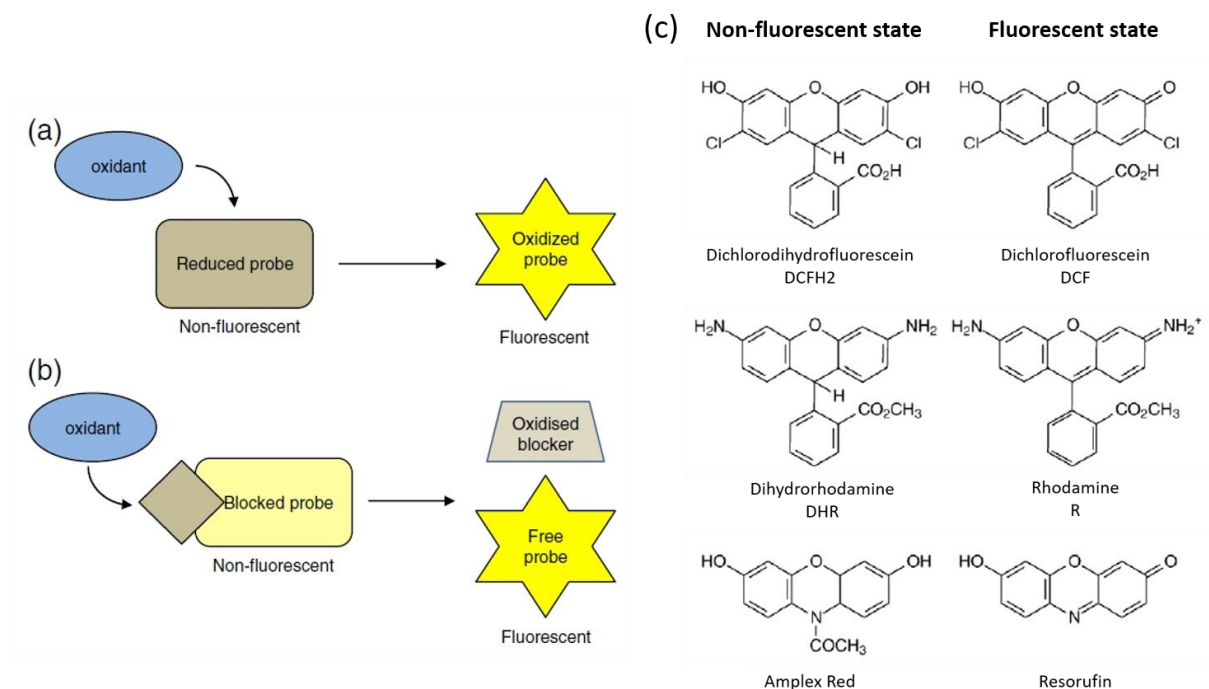 (a)
oxidant
Reduced probe
Non-fluorescent
Oxidized
probe
Fluorescent
(b)
oxidant
Blocked probe
Non-fluorescent
Oxidised
blocker
Free
probe
Fluorescent
(c)
Non-fluorescent state
Fluorescent state
HO O OH
Cl Cl
H
CO₂H
Dichlorodihydrofluorescein
DCFH2
HO O O
Cl Cl
CO₂H
Dichlorofluorescein
DCF
H₂N O NH₂
H
CO₂CH₃
Dihydrorhodamine
DHR
H₂N O NH₂⁺
CO₂CH₃
Rhodamine
R
HO O OH
N
COCH₃
Amplex Red
HO O O
N
Resorufin